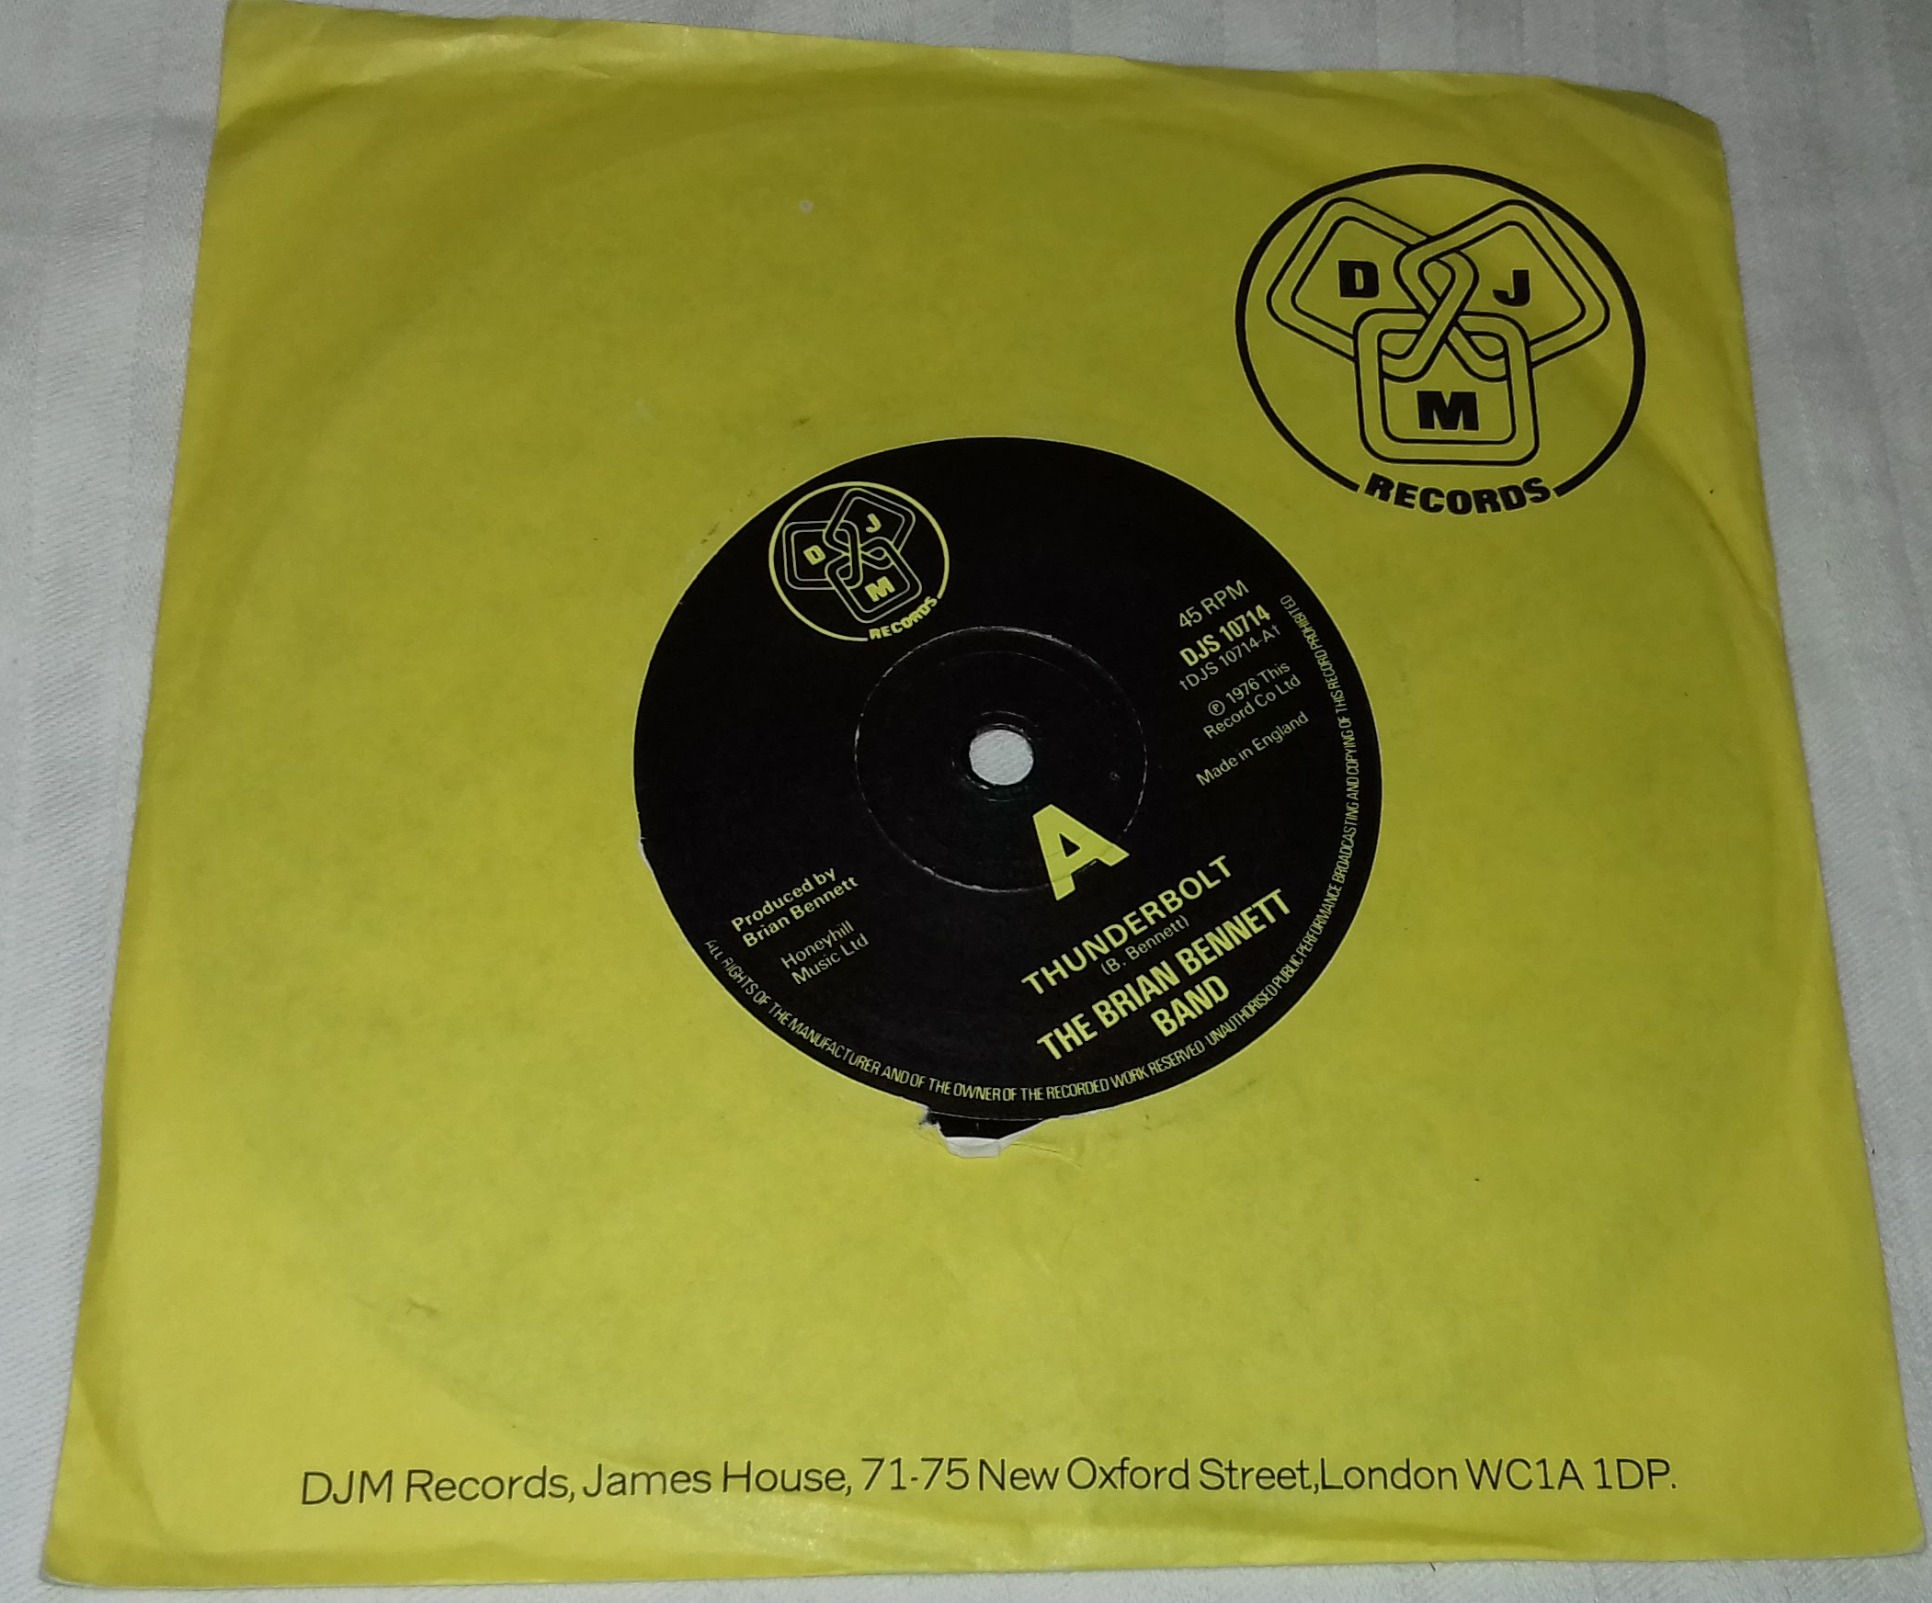 D J
M
RECORDS
J
D
M
RECORDS
45 RPM
DJS 10714
†DJS 10714-A†
℗ 1976 This
Record Co Ltd
Made in England
A
Produced by
Brian Bennett
Honeyhill
Music Ltd
THUNDERBOLT
(B. Bennett)
THE BRIAN BENNETT
BAND
ALL RIGHTS OF THE MANUFACTURER AND OF THE OWNER OF THE RECORDED WORK RESERVED UNAUTHORISED PUBLIC PERFORMANCE BROADCASTING AND COPYING OF THIS RECORD PROHIBITED
DJM Records, James House, 71-75 New Oxford Street, London WC1A 1DP.